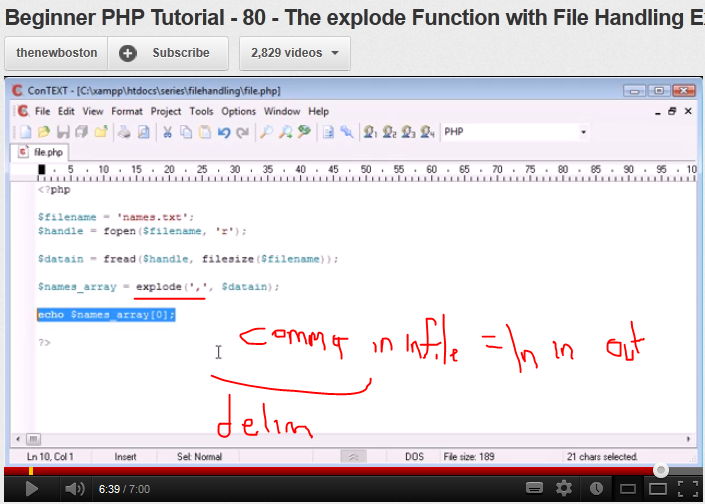 Beginner PHP Tutorial - 80 - The explode Function with File Handling E
thenewboston Subscribe 2,829 videos
ConTEXT - [C:\xampp\htdocs\series\filehandling\file.php]
File Edit View Format Project Tools Options Window Help
PHP
file.php
5 10 15 20 25 30 35 40 45 50 55 60 65 70 75 80 85 90 95 10
<?php
$filename = 'names.txt';
$handle = fopen($filename, 'r');
$datain = fread($handle, filesize($filename));
$names_array = explode(',', $datain);
echo $names_array[0];
?>
comma in infile = \n in out
delim
Ln 10, Col 1 Insert Sel: Normal DOS File size: 189 21 chars selected.
6:39 / 7:00